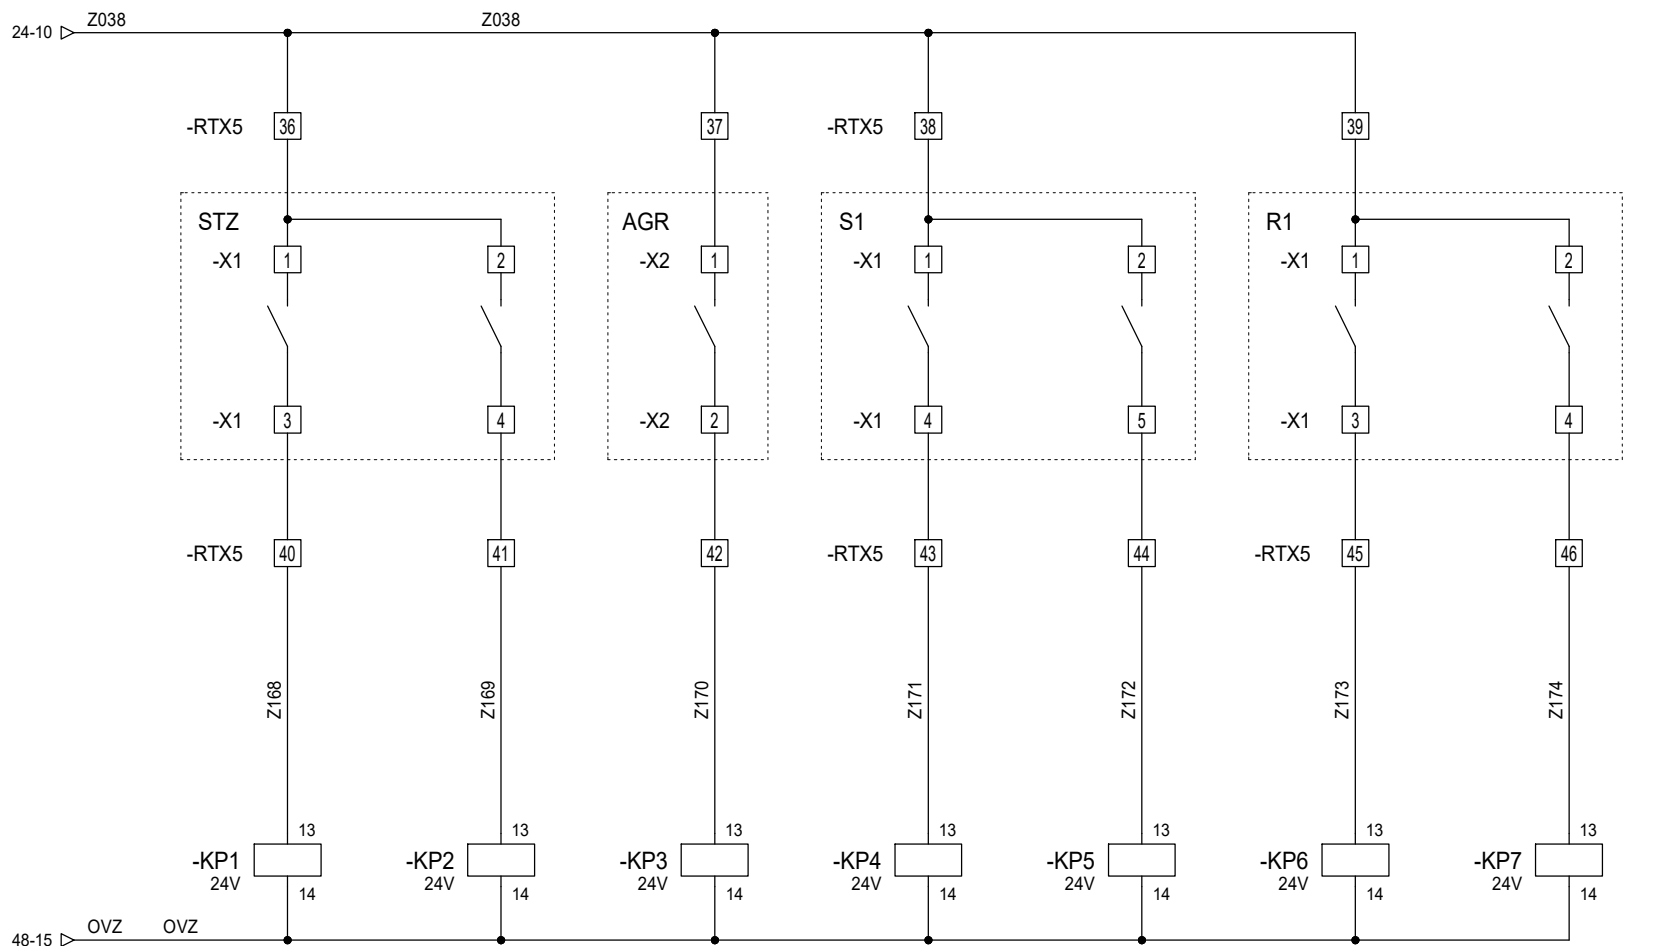 Z038 Z038
24-10
-RTX5 36 37 -RTX5 38 39
STZ AGR S1 R1
-X1 1 2 -X2 1 -X1 1 2 -X1 1 2
-X1 3 4 -X2 2 -X1 4 5 -X1 3 4
-RTX5 40 41 42 -RTX5 43 44 -RTX5 45 46
Z168 Z169 Z170 Z171 Z172 Z173 Z174
13 13 13 13 13 13 13
-KP1 -KP2 -KP3 -KP4 -KP5 -KP6 -KP7
24V 24V 24V 24V 24V 24V 24V
14 14 14 14 14 14 14
OVZ OVZ
48-15